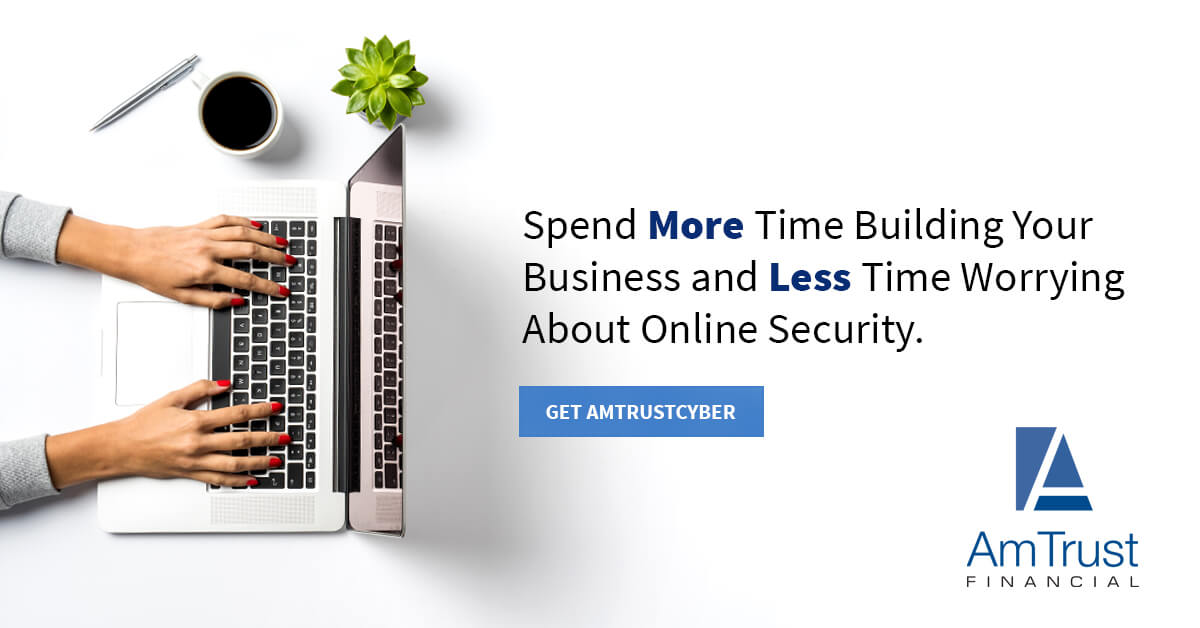 Spend More Time Building Your
Business and Less Time Worrying
About Online Security.
GET AMTRUSTCYBER
AmTrust
FINANCIAL